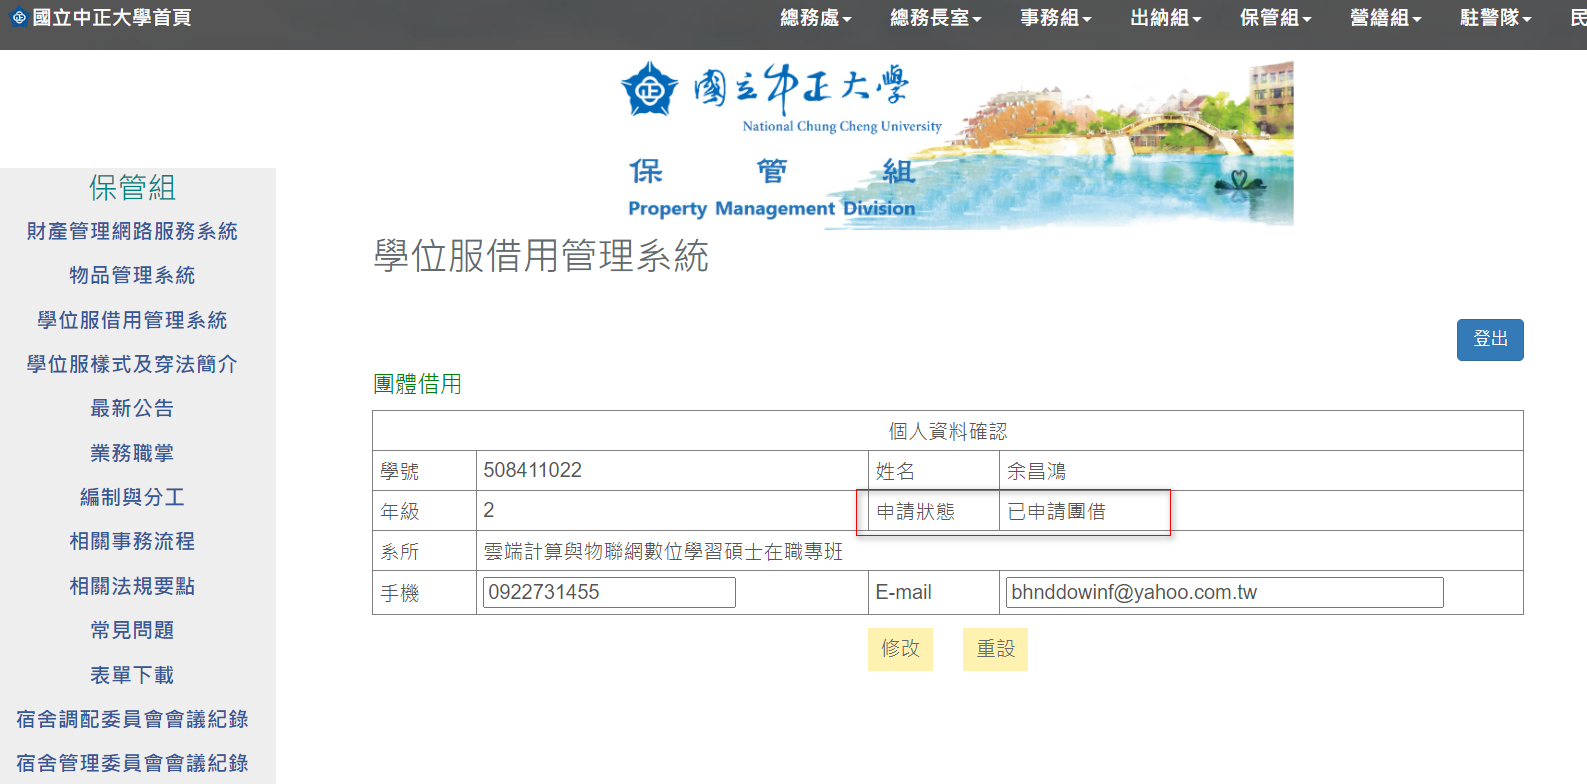 國立中正大學首頁
總務處 總務長室 事務組 出納組 保管組 營繕組 駐警隊
國立中正大學
National Chung Cheng University
保管組
Property Management Division
保管組
財產管理網路服務系統
物品管理系統
學位服借用管理系統
學位服樣式及穿法簡介
最新公告
業務職掌
編制與分工
相關事務流程
相關法規要點
常見問題
表單下載
宿舍調配委員會會議紀錄
宿舍管理委員會會議紀錄
學位服借用管理系統
登出
團體借用
個人資料確認
學號 508411022 姓名 余昌鴻
年級 2 申請狀態 已申請團借
系所 雲端計算與物聯網數位學習碩士在職專班
手機 0922731455 E-mail bhnddowinf@yahoo.com.tw
修改 重設